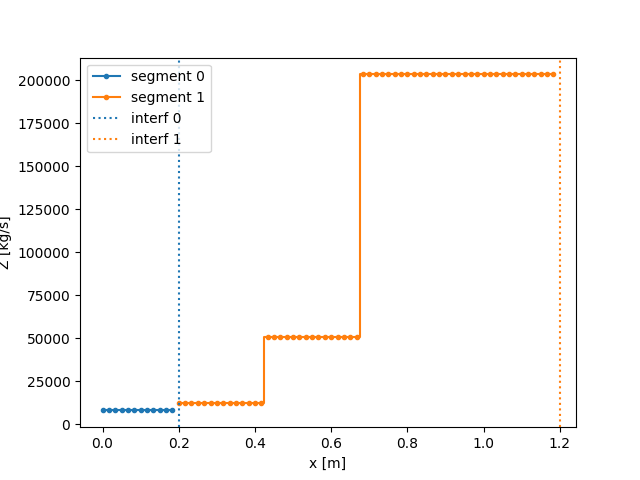 segment 0
segment 1
interf 0
interf 1
200000
175000
150000
125000
100000
75000
50000
25000
0
Z [kg/s]
0.0 0.2 0.4 0.6 0.8 1.0 1.2
x [m]